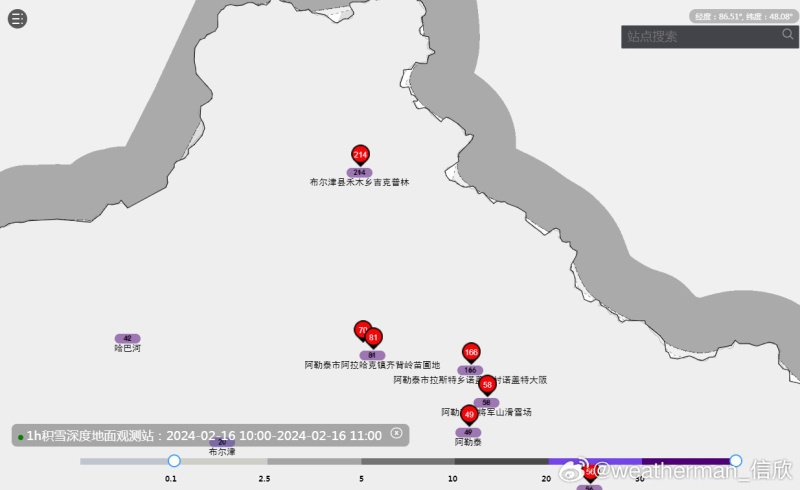 经度：86.51°, 纬度：48.08°
站点搜索
214
214
布尔津县禾木乡吉克普林
42
哈巴河
70
81
81
阿勒泰市阿拉哈克镇齐背岭苗圃地
166
166
阿勒泰市拉斯特乡诺盖 村诺盖特大阪
58
58
阿勒 将军山滑雪场
49
49
阿勒泰
1h积雪深度地面观测站：2024-02-16 10:00-2024-02-16 11:00
布尔津
0.1 2.5 5 10 20 30
@weatherman_信欣